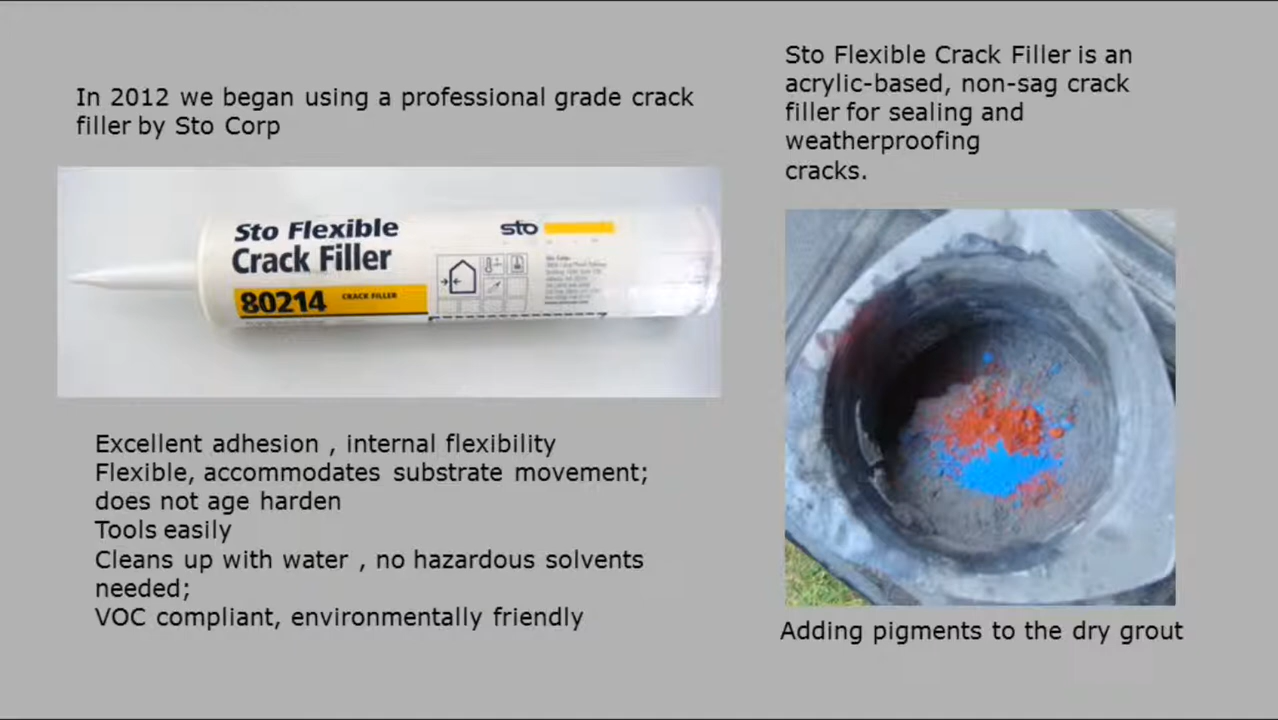 In 2012 we began using a professional grade crack
filler by Sto Corp
Sto Flexible
Crack Filler
80214 CRACK FILLER
sto
Excellent adhesion , internal flexibility
Flexible, accommodates substrate movement;
does not age harden
Tools easily
Cleans up with water , no hazardous solvents
needed;
VOC compliant, environmentally friendly
Sto Flexible Crack Filler is an
acrylic-based, non-sag crack
filler for sealing and
weatherproofing
cracks.
Adding pigments to the dry grout